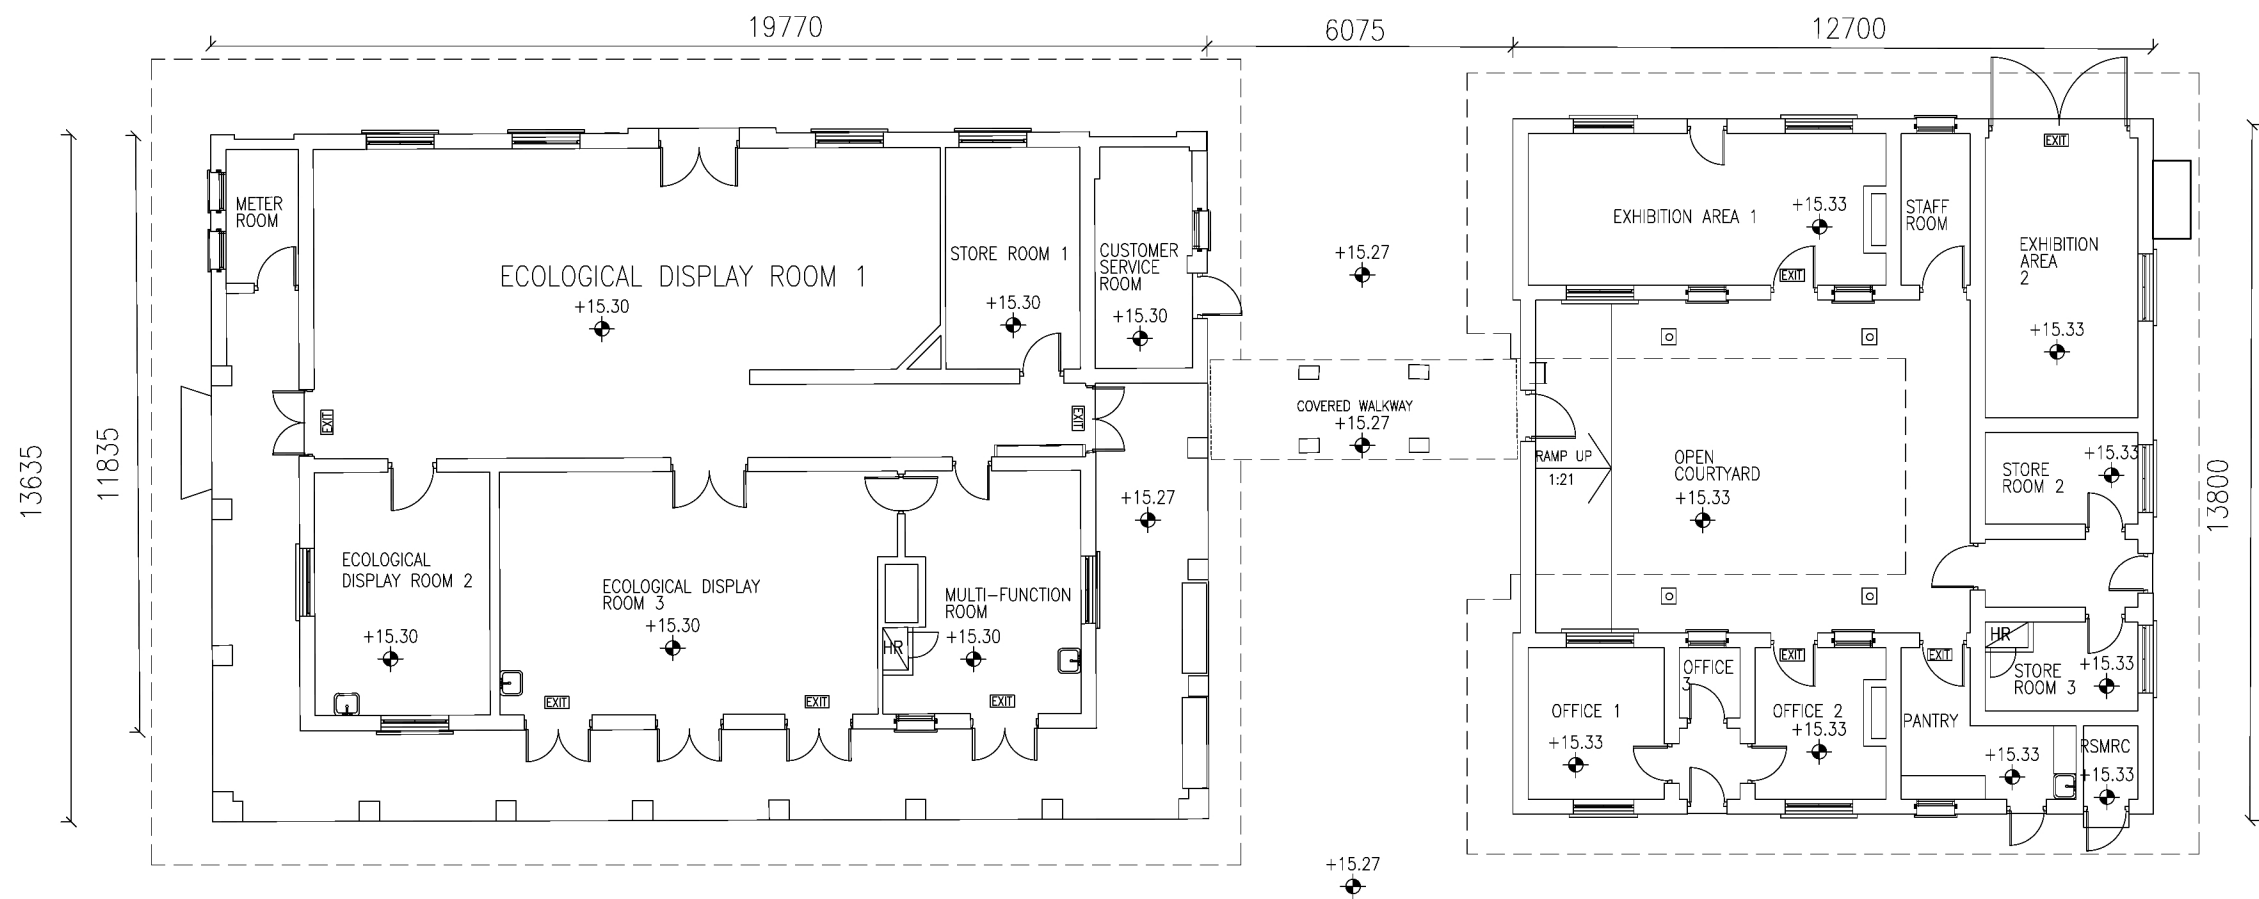 19770
6075
12700
13635
11835
13800
METER
ROOM
ECOLOGICAL DISPLAY ROOM 1
+15.30
STORE ROOM 1
+15.30
CUSTOMER
SERVICE
ROOM
+15.30
EXIT
EXIT
ECOLOGICAL
DISPLAY ROOM 2
+15.30
ECOLOGICAL DISPLAY
ROOM 3
+15.30
HR
MULTI-FUNCTION
ROOM
+15.30
EXIT
EXIT
EXIT
+15.27
+15.27
COVERED WALKWAY
+15.27
+15.27
EXHIBITION AREA 1
+15.33
EXIT
STAFF
ROOM
EXIT
EXHIBITION
AREA
2
+15.33
RAMP UP
1:21
OPEN
COURTYARD
+15.33
STORE
ROOM 2
+15.33
HR
STORE
ROOM 3
+15.33
OFFICE 1
+15.33
OFFICE
3
EXIT
OFFICE 2
+15.33
EXIT
PANTRY
+15.33
RSMRC
+15.33